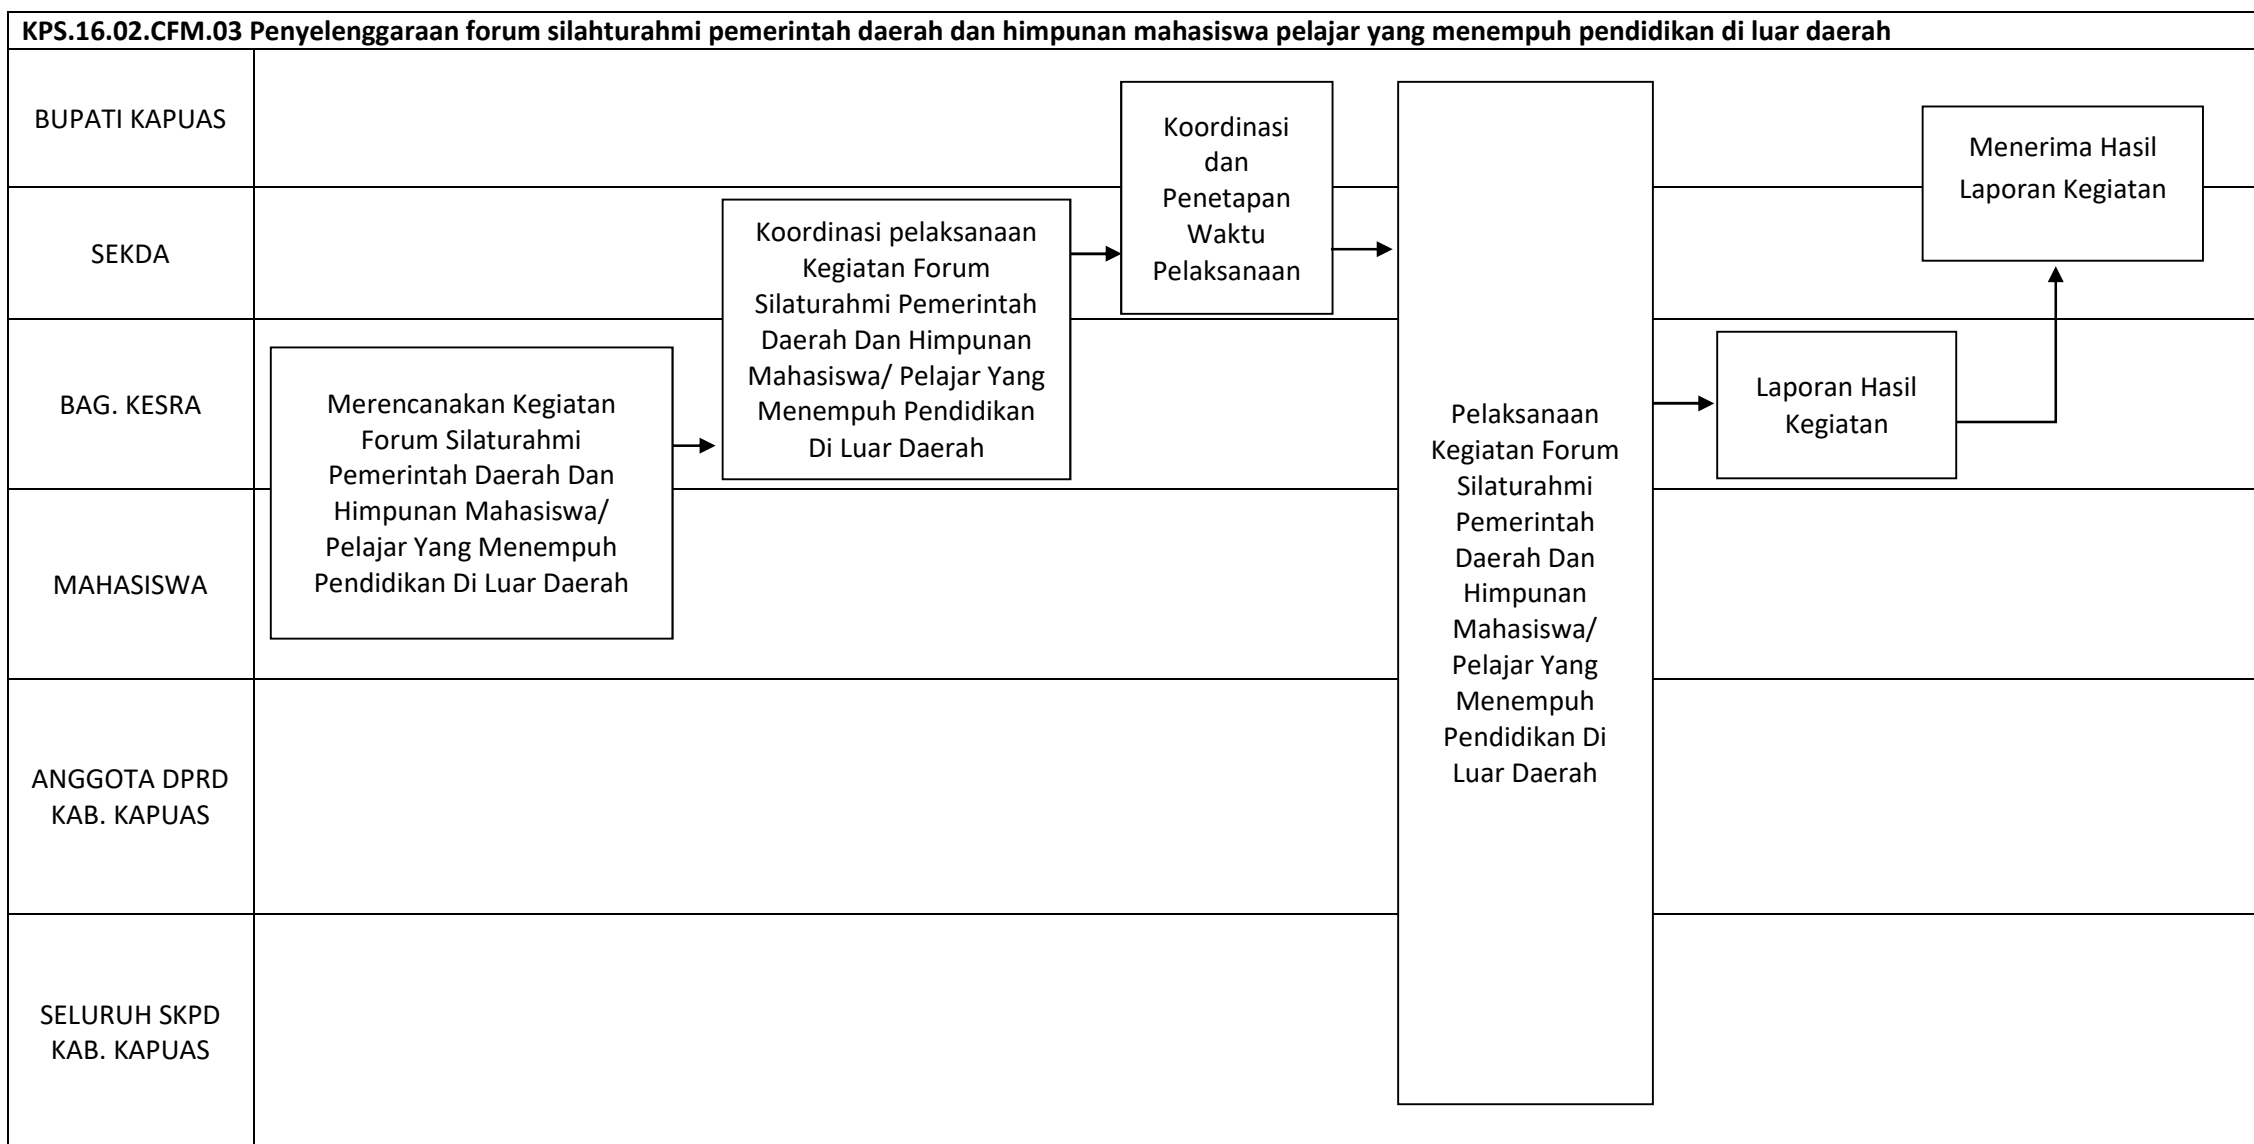 KPS.16.02.CFM.03 Penyelenggaraan forum silahturahmi pemerintah daerah dan himpunan mahasiswa pelajar yang menempuh pendidikan di luar daerah
BUPATI KAPUAS
SEKDA
BAG. KESRA
MAHASISWA
ANGGOTA DPRD
KAB. KAPUAS
SELURUH SKPD
KAB. KAPUAS
Merencanakan Kegiatan
Forum Silaturahmi
Pemerintah Daerah Dan
Himpunan Mahasiswa/
Pelajar Yang Menempuh
Pendidikan Di Luar Daerah
Koordinasi pelaksanaan
Kegiatan Forum
Silaturahmi Pemerintah
Daerah Dan Himpunan
Mahasiswa/ Pelajar Yang
Menempuh Pendidikan
Di Luar Daerah
Koordinasi
dan
Penetapan
Waktu
Pelaksanaan
Pelaksanaan
Kegiatan Forum
Silaturahmi
Pemerintah
Daerah Dan
Himpunan
Mahasiswa/
Pelajar Yang
Menempuh
Pendidikan Di
Luar Daerah
Laporan Hasil
Kegiatan
Menerima Hasil
Laporan Kegiatan